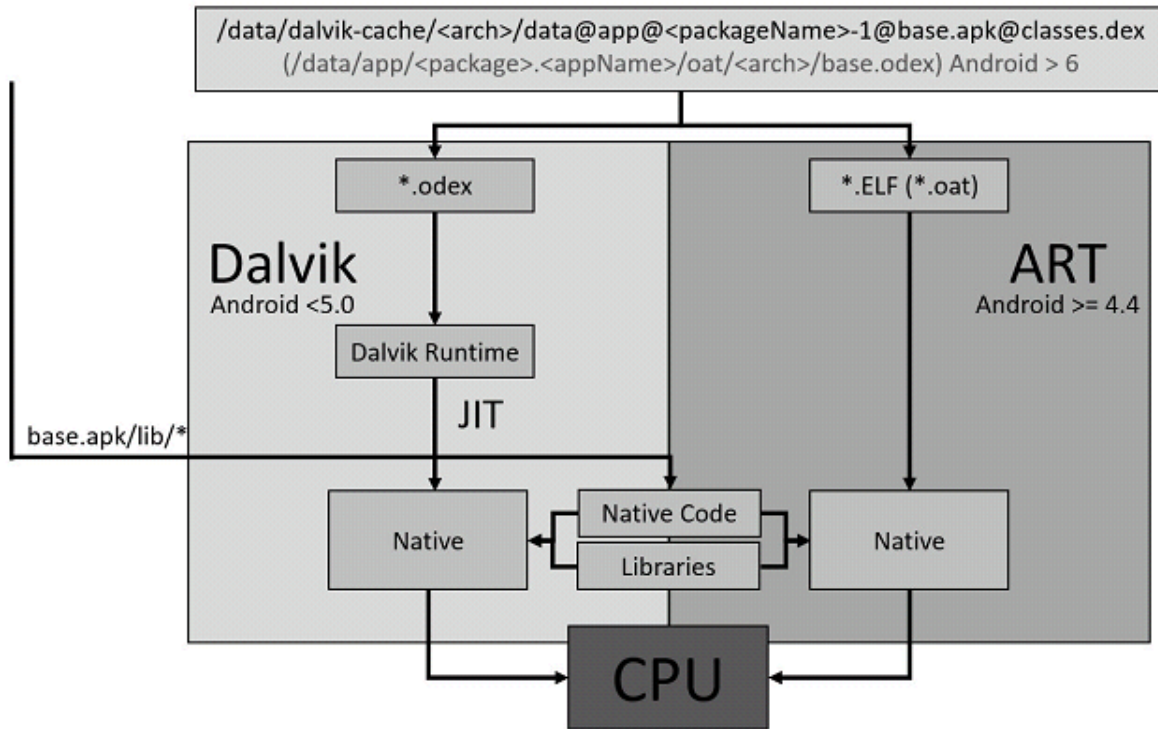 /data/dalvik-cache/<arch>/data@app@<packageName>-1@base.apk@classes.dex
(/data/app/<package>.<appName>/oat/<arch>/base.odex) Android > 6
*.odex
*.ELF (*.oat)
Dalvik
Android <5.0
ART
Android >= 4.4
Dalvik Runtime
JIT
base.apk/lib/*
Native
Native Code
Libraries
Native
CPU